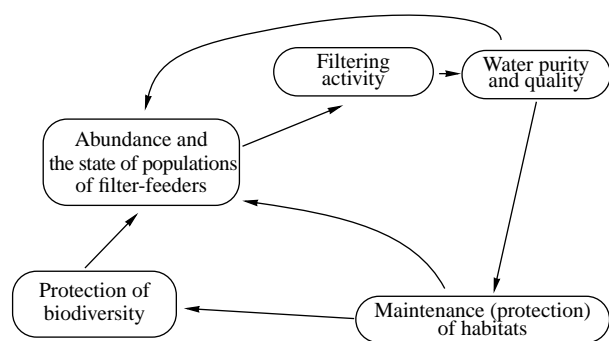 Filtering
activity
Water purity
and quality
Abundance and
the state of populations
of filter-feeders
Protection of
biodiversity
Maintenance (protection)
of habitats